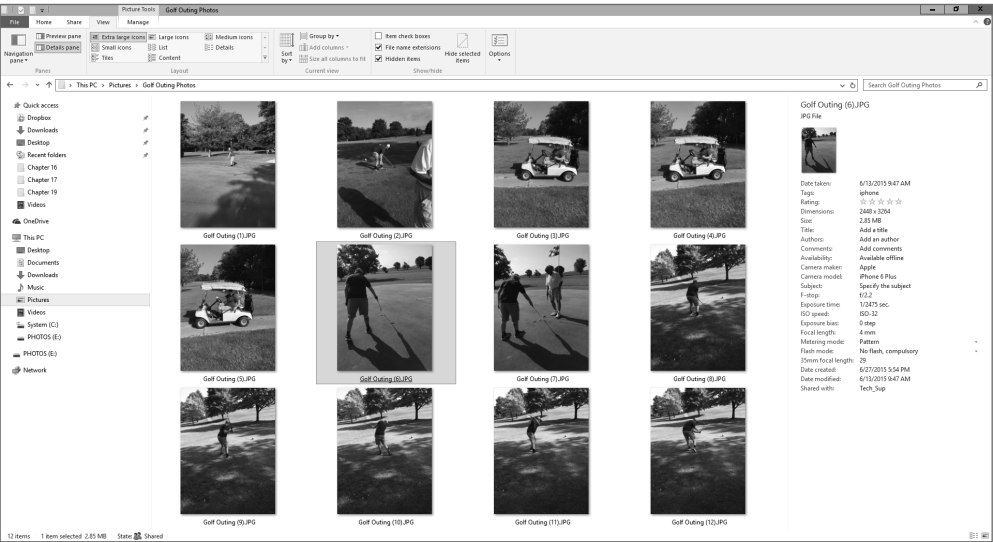 Picture Tools Golf Outing Photos
File Home Share View Manage
Navigation pane
Preview pane
Details pane
Panes
Extra large icons Large icons Medium icons
Small icons List Details
Tiles Content
Layout
Sort by
Group by
Add columns
Size all columns to fit
Current view
Item check boxes
File name extensions
Hidden items
Hide selected items
Show/hide
Options
This PC > Pictures > Golf Outing Photos
Search Golf Outing Photos
Quick access
Dropbox
Downloads
Desktop
Recent folders
Chapter 16
Chapter 17
Chapter 19
Videos
OneDrive
This PC
Desktop
Documents
Downloads
Music
Pictures
Videos
System (C:)
PHOTOS (E:)
PHOTOS (E:)
Network
Golf Outing (1).JPG Golf Outing (2).JPG Golf Outing (3).JPG Golf Outing (4).JPG
Golf Outing (5).JPG Golf Outing (6).JPG Golf Outing (7).JPG Golf Outing (8).JPG
Golf Outing (9).JPG Golf Outing (10).JPG Golf Outing (11).JPG Golf Outing (12).JPG
Golf Outing (6).JPG
JPG File
Date taken: 6/13/2015 9:47 AM
Tags: iphone
Rating:
Dimensions: 2448 x 3264
Size: 2.85 MB
Title: Add a title
Authors: Add an author
Comments: Add comments
Availability: Available offline
Camera maker: Apple
Camera model: iPhone 6 Plus
Subject: Specify the subject
F-stop: f/2.2
Exposure time: 1/2475 sec.
ISO speed: ISO-32
Exposure bias: 0 step
Focal length: 4 mm
Metering mode: Pattern
Flash mode: No flash, compulsory
35mm focal length: 29
Date created: 6/27/2015 5:54 PM
Date modified: 6/13/2015 9:47 AM
Shared with: Tech_Sup
12 items 1 item selected 2.85 MB State: Shared